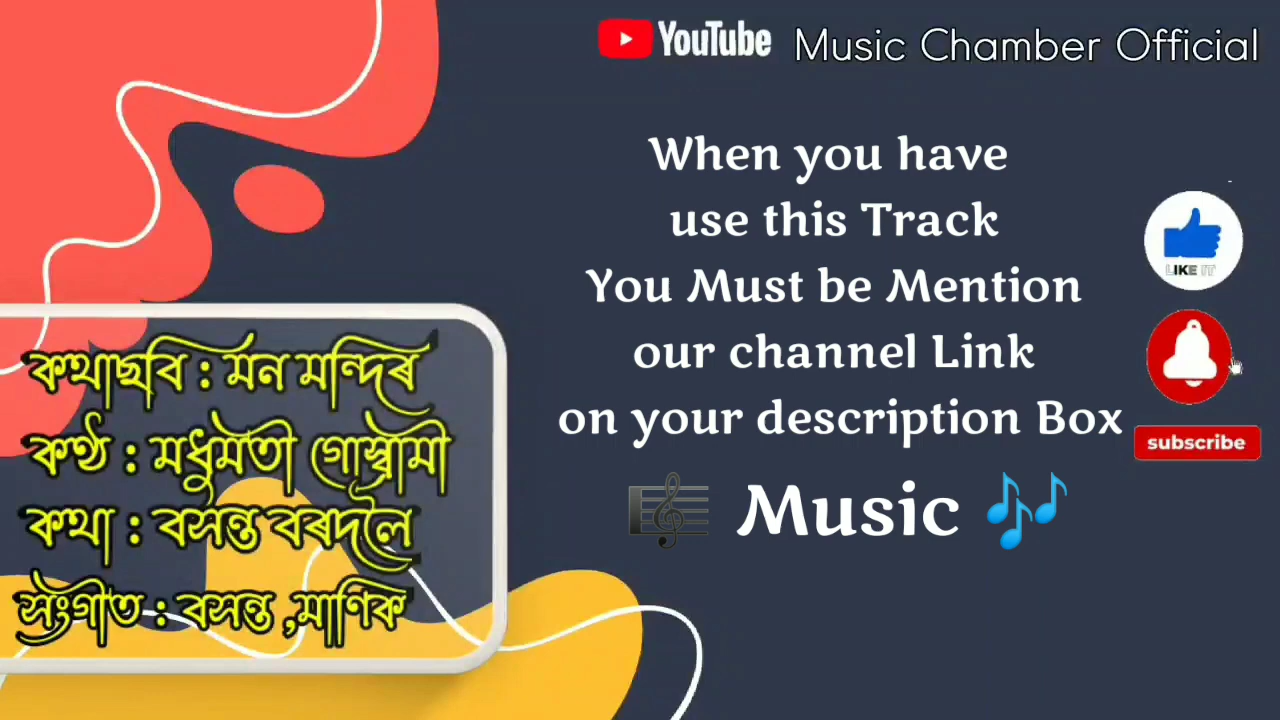 YouTube Music Chamber Official
When you have
use this Track
You Must be Mention
our channel Link
on your description Box
Music
LIKE IT
subscribe
কথাছবি : মন মন্দিৰ
কণ্ঠ : মধুমতী গোস্বামী
কথা : বসন্ত বৰদলৈ
সংগীত : বসন্ত ,মাণিক